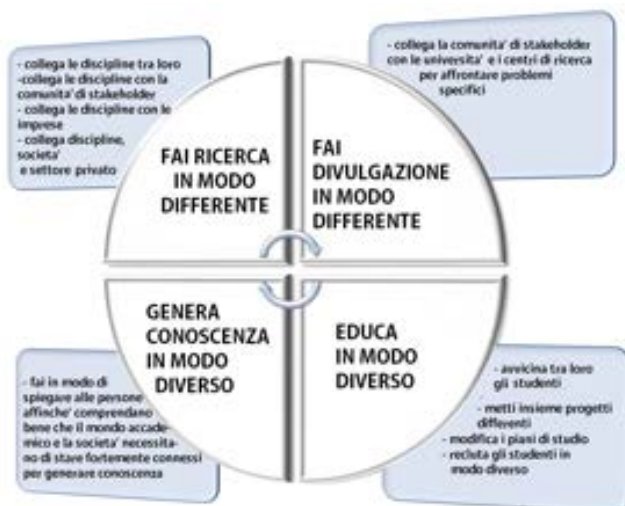 - collega le discipline tra loro
-collega le discipline con la
comunita' di stakeholder
- collega le discipline con le
imprese
- collega discipline,
societa'
e settore privato
- collega la comunita' di stakeholder
con le universita' e i centri di ricerca
per affrontare problemi
specifici
FAI RICERCA
IN MODO
DIFFERENTE
FAI
DIVULGAZIONE
IN MODO
DIFFERENTE
GENERA
CONOSCENZA
IN MODO
DIVERSO
EDUCA
IN MODO
DIVERSO
- fai in modo di
spiegare alle persone
affinche' comprendano
bene che il mondo accade-
mico e la societa' necessita-
no di stare fortemente connessi
per generare conoscenza
- avvicina tra loro
gli studenti
- metti insieme progetti
differenti
- modifica i piani di studio
- recluta gli studenti in
modo diverso